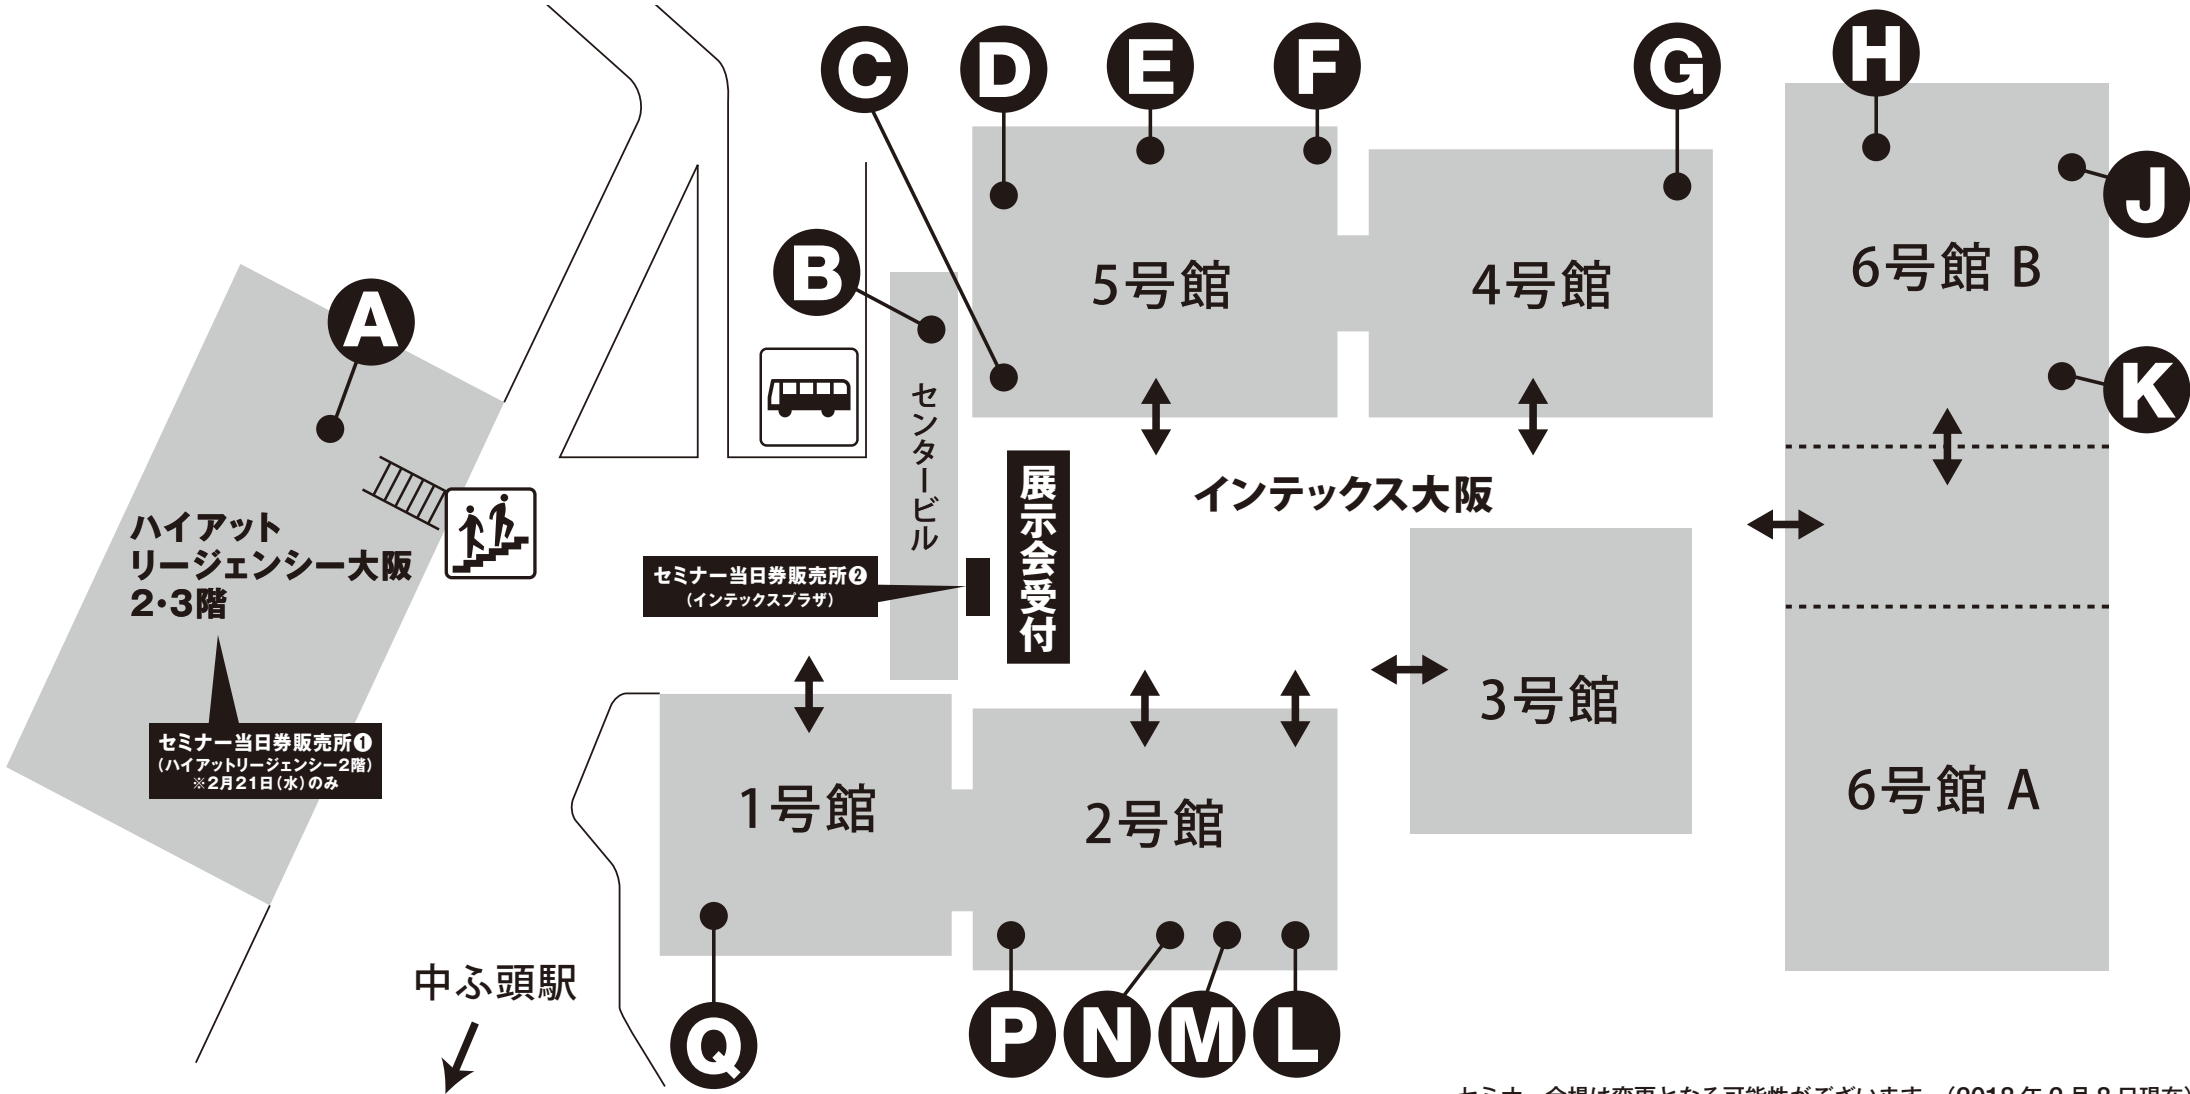 C
D
E
F
G
H
J
B
5号館
4号館
6号館 B
A
K
センタービル
展示会受付
インテックス大阪
ハイアット
リージェンシー大阪
2・3階
セミナー当日券販売所❷
(インテックスプラザ)
3号館
セミナー当日券販売所❶
(ハイアットリージェンシー2階)
※2月21日(水)のみ
1号館
2号館
6号館 A
中ふ頭駅
Q
P
N
M
L